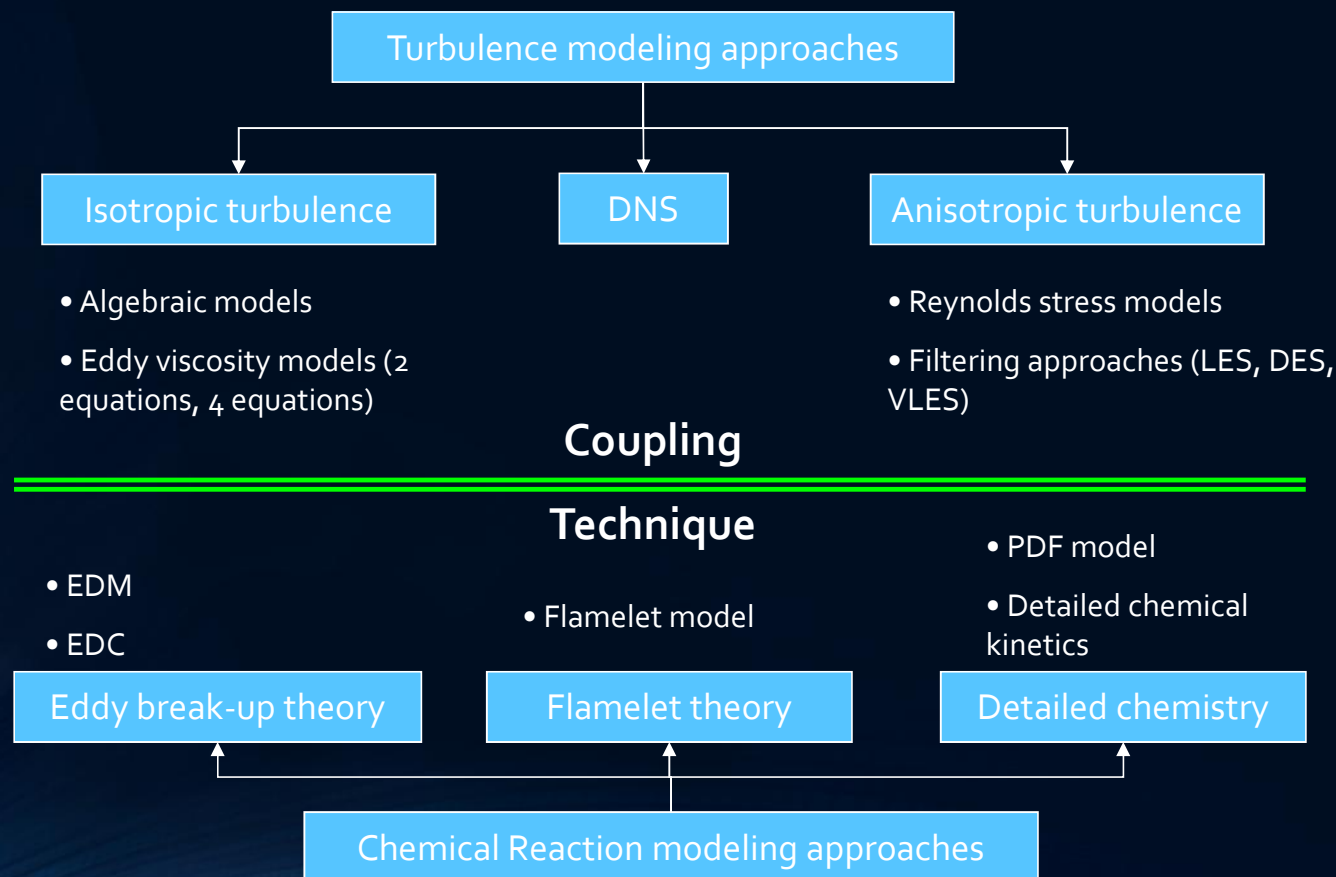 Turbulence modeling approaches
Isotropic turbulence
DNS
Anisotropic turbulence
• Algebraic models
• Eddy viscosity models (2
equations, 4 equations)
• Reynolds stress models
• Filtering approaches (LES, DES,
VLES)
Coupling
Technique
• EDM
• EDC
• Flamelet model
• PDF model
• Detailed chemical
kinetics
Eddy break-up theory
Flamelet theory
Detailed chemistry
Chemical Reaction modeling approaches